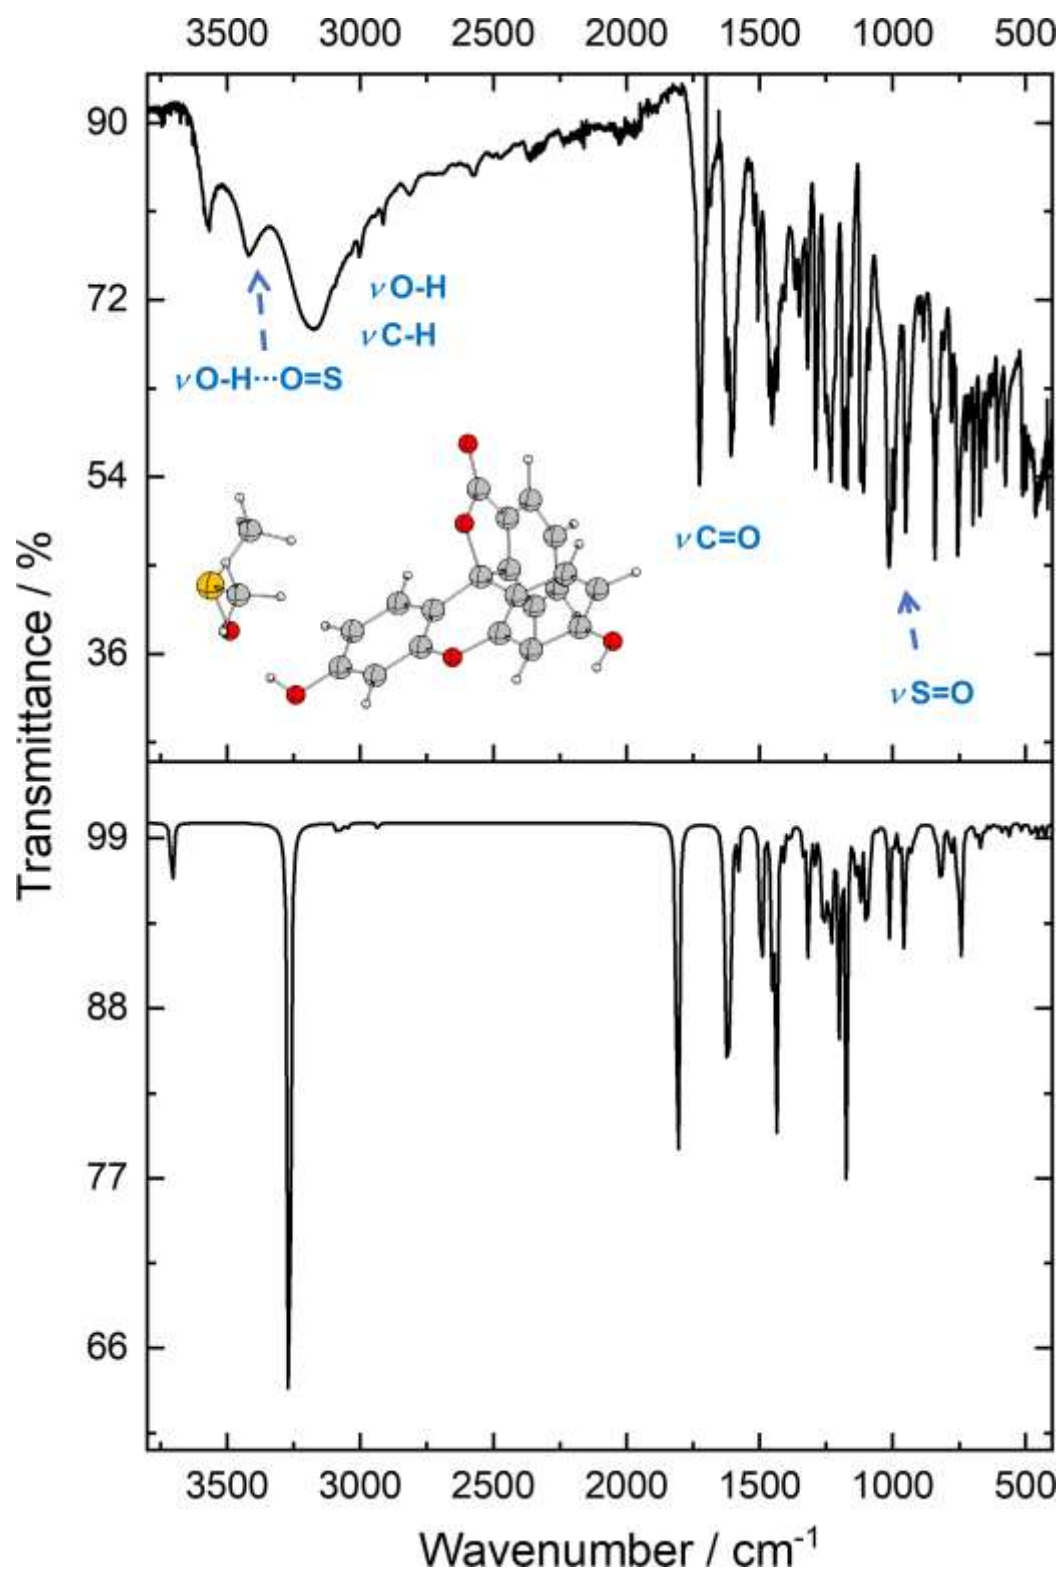 3500 3000 2500 2000 1500 1000 500
90
72
54
36
νO-H
νC-H
νO-H···O=S
νC=O
νS=O
Transmittance / %
99
88
77
66
3500 3000 2500 2000 1500 1000 500
Wavenumber / cm⁻¹